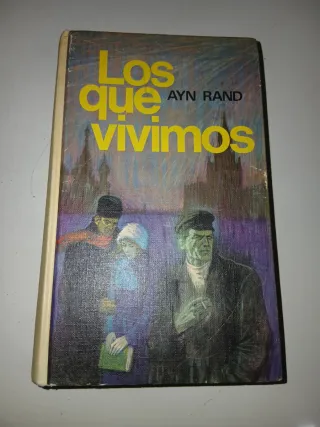 Los
que AYN RAND
vivimos